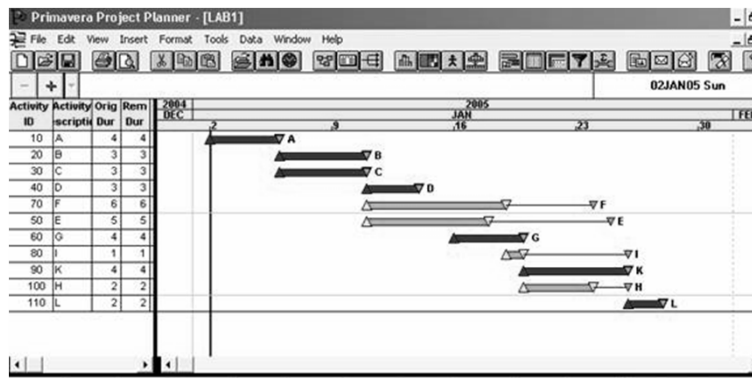 Primavera Project Planner - [LAB1]
File Edit View Insert Format Tools Data Window Help
02JAN05 Sun
Activity Activity Orig Rem 2004 2005
ID escriptic Dur Dur DEC JAN FE
2 9 16 23 30
10 A 4 4 A
20 B 3 3 B
30 C 3 3 C
40 D 3 3 D
70 F 6 6 F
50 E 5 5 E
60 G 4 4 G
80 I 1 1 I
90 K 4 4 K
100 H 2 2 H
110 L 2 2 L